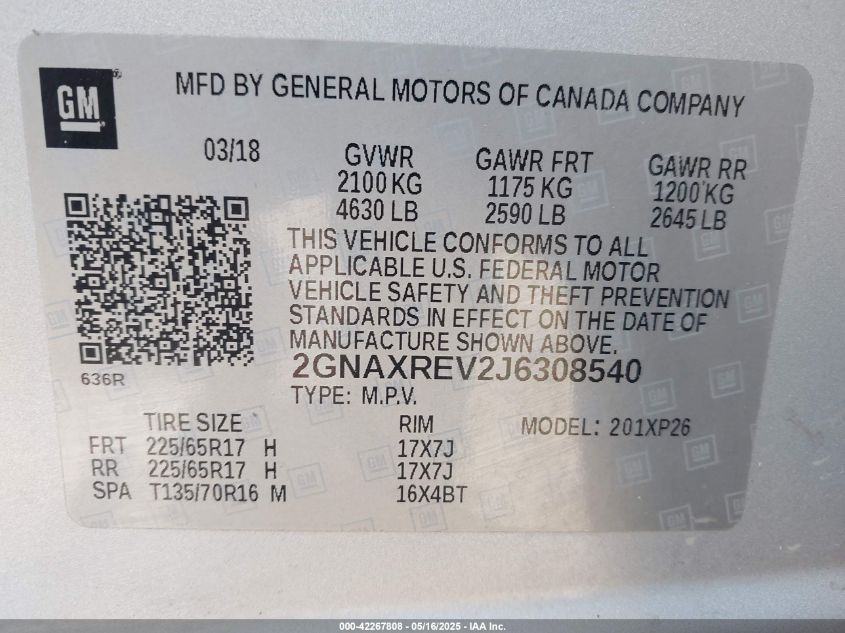 GM
MFD BY GENERAL MOTORS OF CANADA COMPANY
03/18
GVWR GAWR FRT GAWR RR
2100 KG 1175 KG 1200 KG
4630 LB 2590 LB 2645 LB
THIS VEHICLE CONFORMS TO ALL
APPLICABLE U.S. FEDERAL MOTOR
VEHICLE SAFETY AND THEFT PREVENTION
STANDARDS IN EFFECT ON THE DATE OF
MANUFACTURE SHOWN ABOVE.
2GNAXREV2J6308540
636R
TYPE: M.P.V.
TIRE SIZE RIM MODEL: 201XP26
FRT 225/65R17 H 17X7J
RR 225/65R17 H 17X7J
SPA T135/70R16 M 16X4BT
000-42267808 - 05/16/2025 - IAA Inc.